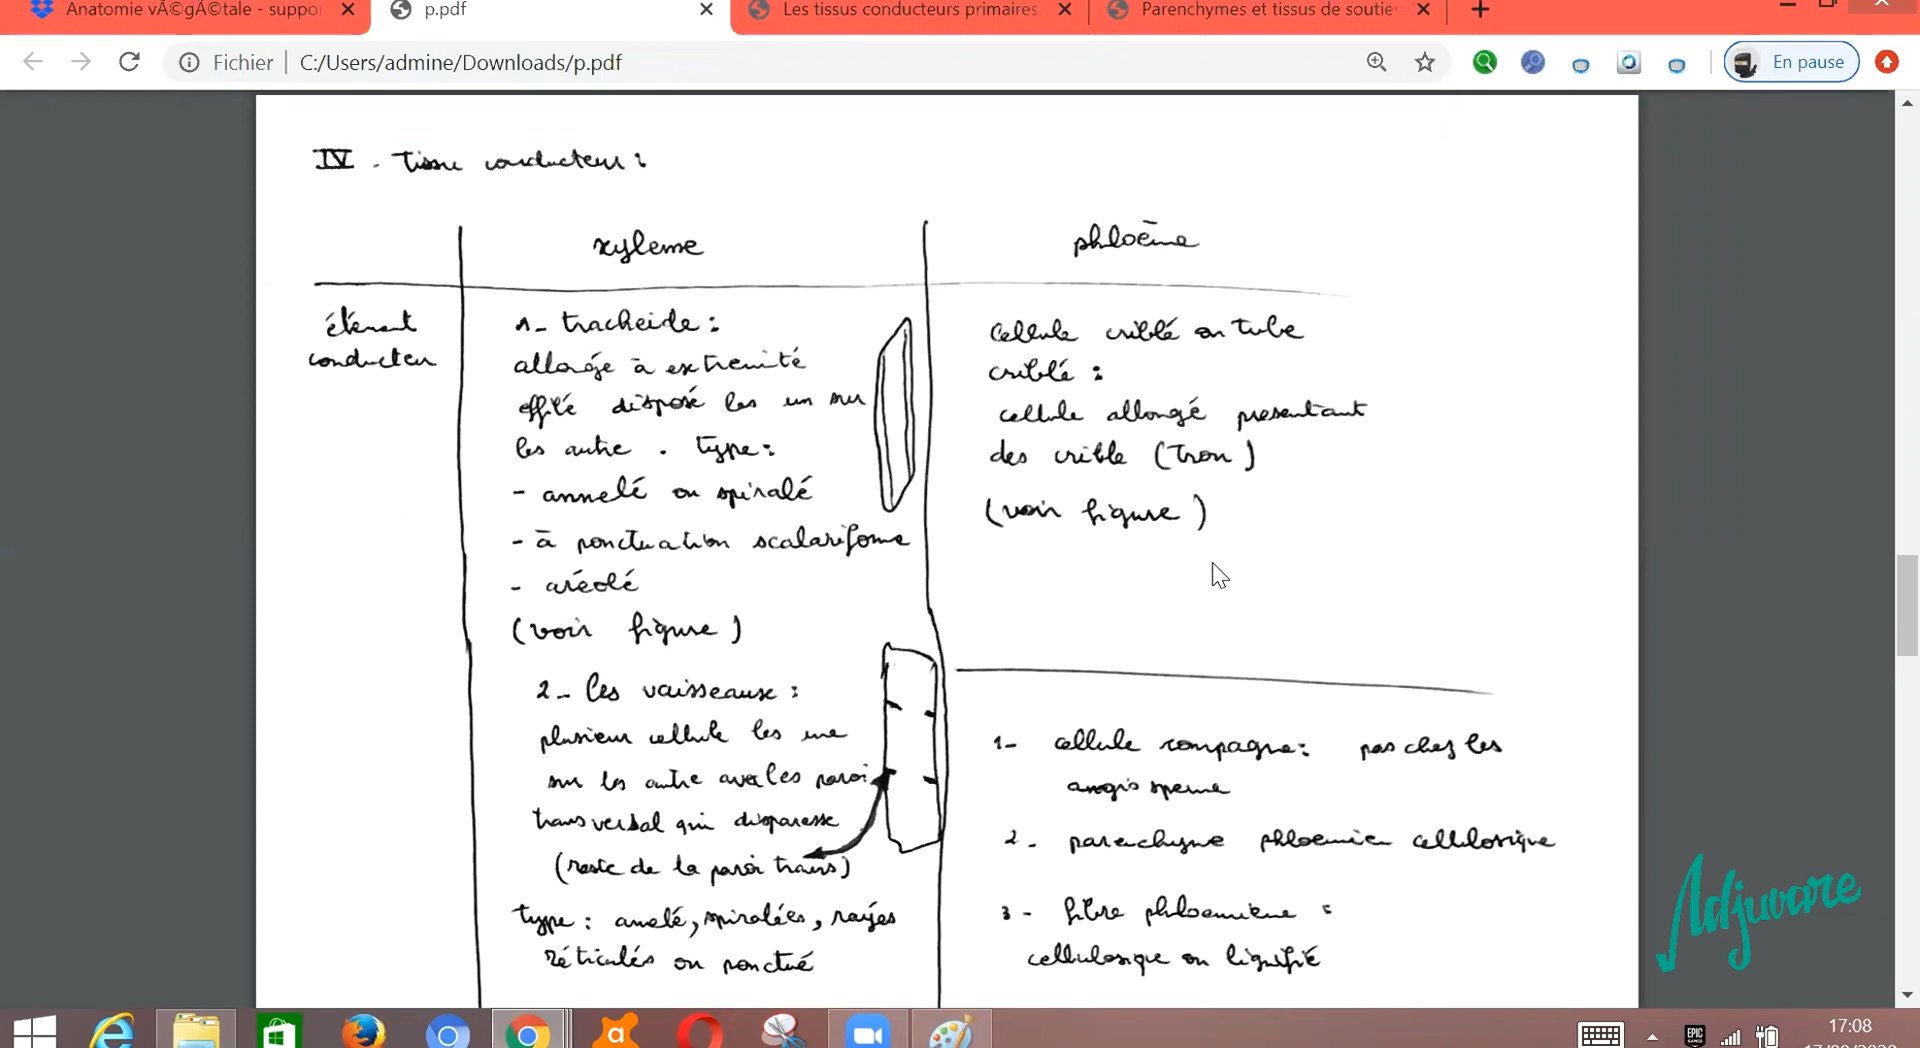 Anatomie vÃ©gÃ©tale - suppo
p.pdf
Les tissus conducteurs primaires.
Parenchymes et tissus de soutie
Fichier
C:/Users/admine/Downloads/p.pdf
En pause
IV. tissu conducteur :
xyleme
phloème
élément
conducteur
1- tracheide :
allongé à extremité
effilé disposé les un sur
les autre . type :
- annelé ou spiralé
- à ponctuation scalariforme
- aréolé
(voir figure)
2- les vaisseaux :
plusieur cellule les une
sur les autre avec les paroi
transversal qui disparesse
(reste de la paroi trans)
type : anelé, spiralées, rayés
réticulés ou ponctué
cellule criblé ou tube
criblé :
cellule allongé presentant
des crible (Trou)
(voir figure)
1- cellule compagne : pas chez les
angiosperme
2- parenchyme phloemien cellulosique
3- fibre phloemienne :
cellulosique ou lignifié
Adjuvare
17:08